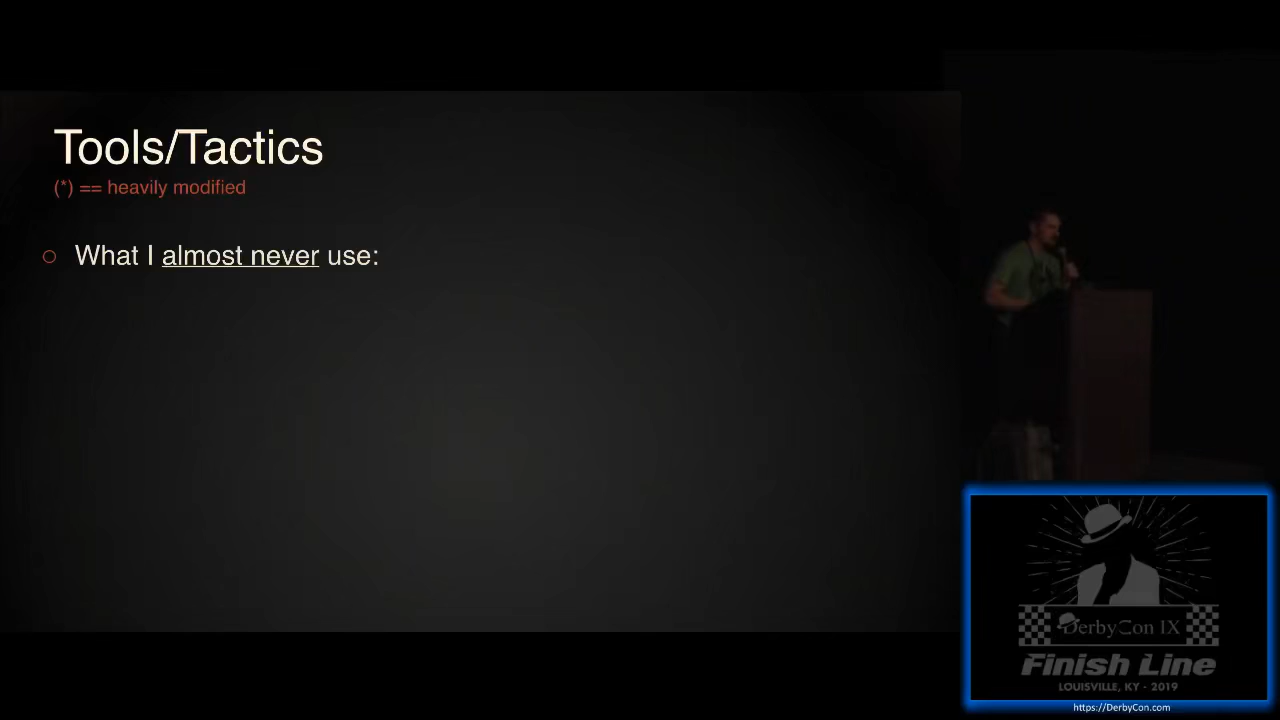 Tools/Tactics
(*) == heavily modified
What I almost never use:
DerbyCon IX
Finish Line
LOUISVILLE, KY - 2019
https://DerbyCon.com